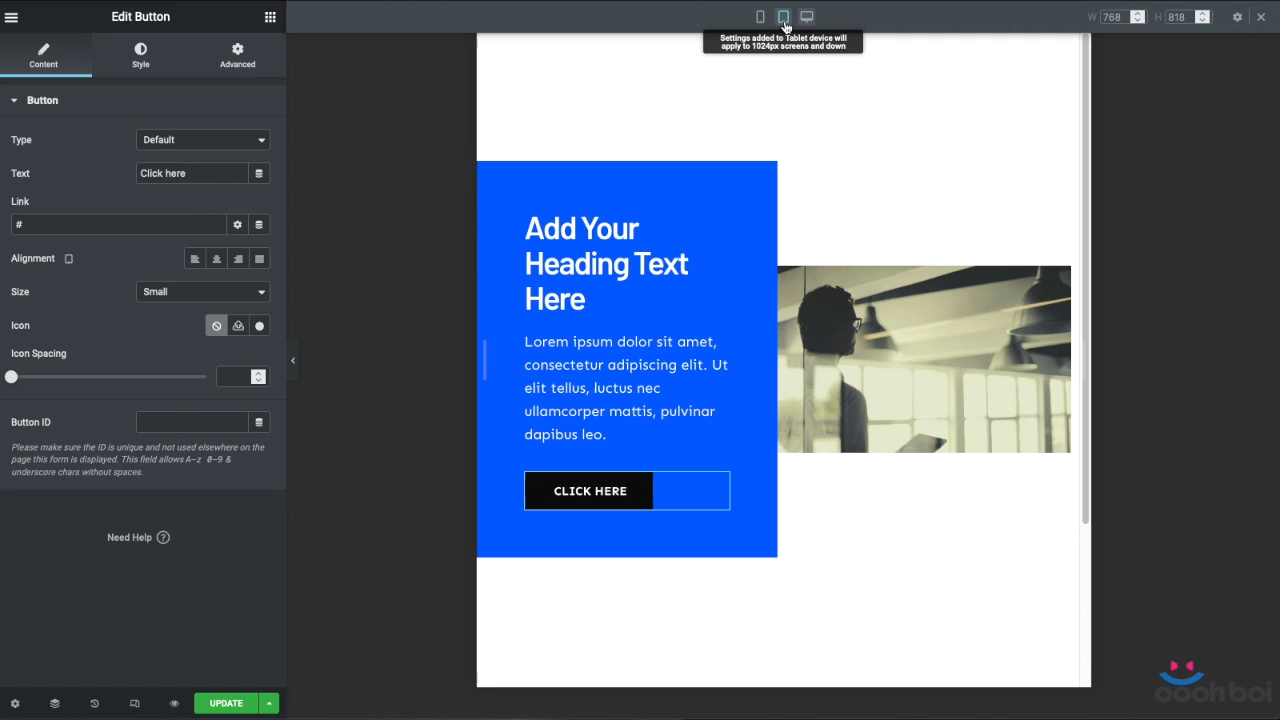 Edit Button
W 768 H 818
Settings added to Tablet device will
apply to 1024px screens and down
Content
Style
Advanced
Button
Type
Default
Text
Click here
Link
#
Alignment
Size
Small
Icon
Icon Spacing
Button ID
Please make sure the ID is unique and not used elsewhere on the
page this form is displayed. This field allows A–z 0–9 &
underscore chars without spaces.
Need Help ?
UPDATE
Add Your
Heading Text
Here
Lorem ipsum dolor sit amet,
consectetur adipiscing elit. Ut
elit tellus, luctus nec
ullamcorper mattis, pulvinar
dapibus leo.
CLICK HERE
oooh boi